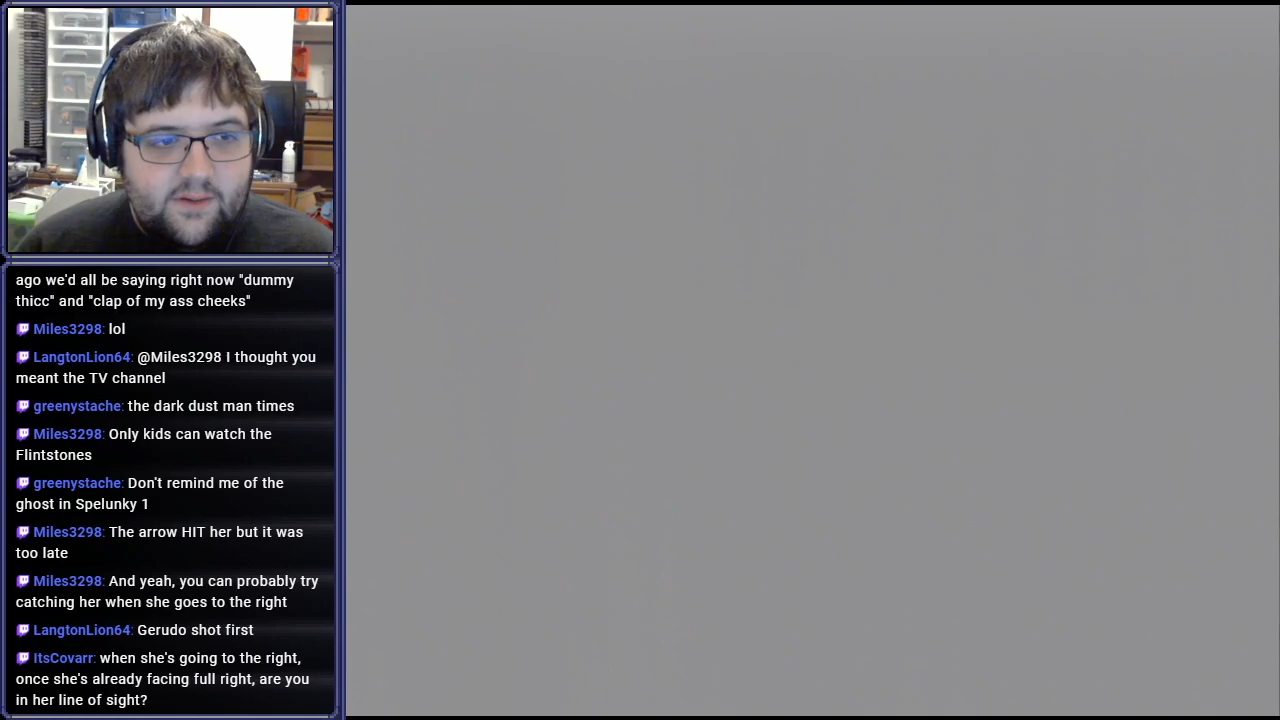 ago we'd all be saying right now "dummy
thicc" and "clap of my ass cheeks"
Miles3298: lol
LangtonLion64: @Miles3298 I thought you
meant the TV channel
greenystache: the dark dust man times
Miles3298: Only kids can watch the
Flintstones
greenystache: Don't remind me of the
ghost in Spelunky 1
Miles3298: The arrow HIT her but it was
too late
Miles3298: And yeah, you can probably try
catching her when she goes to the right
LangtonLion64: Gerudo shot first
ItsCovarr: when she's going to the right,
once she's already facing full right, are you
in her line of sight?